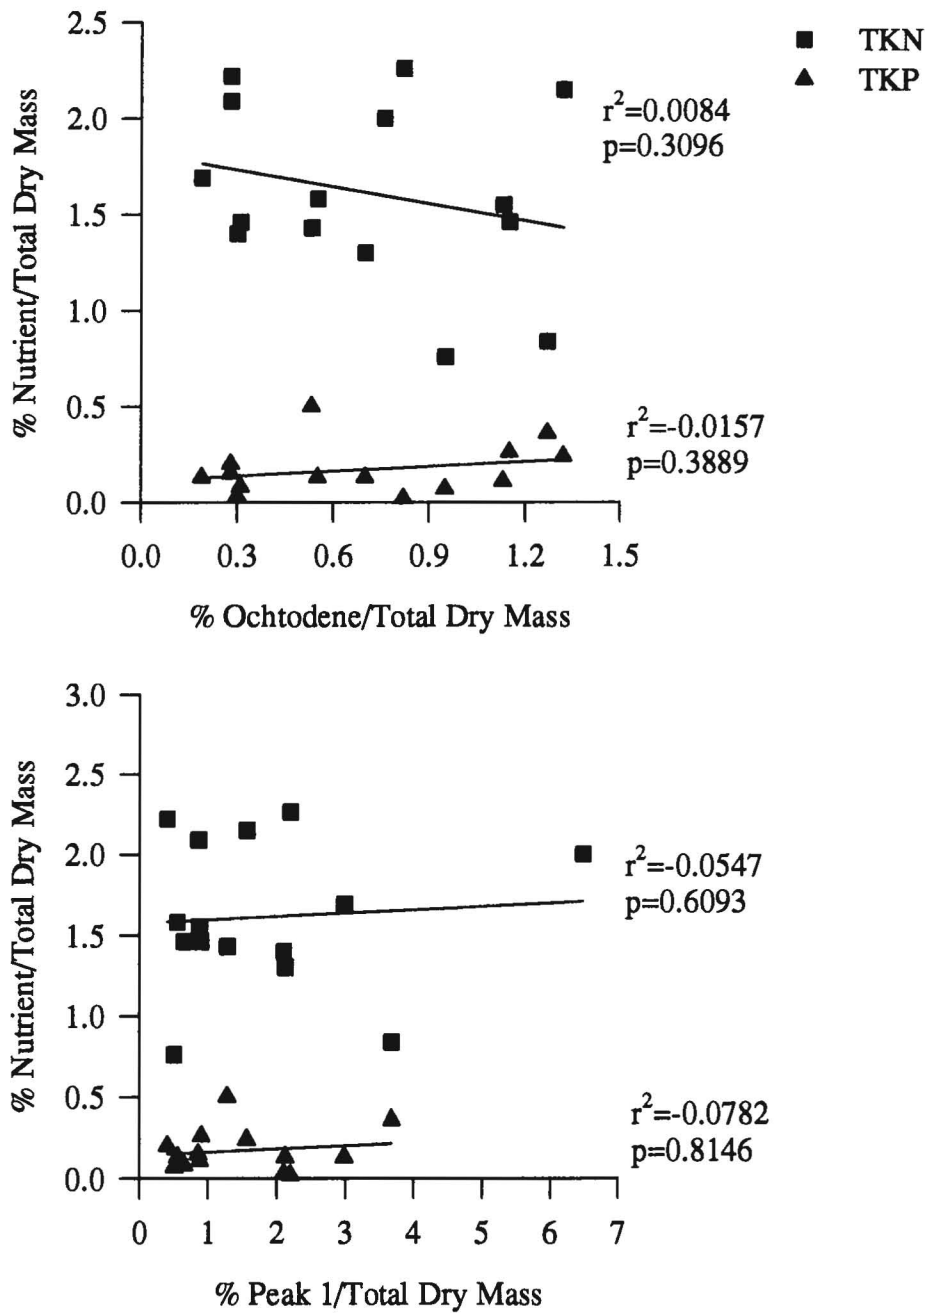 TKN
TKP
% Nutrient/Total Dry Mass
2.5
2.0
1.5
1.0
0.5
0.0
r²=0.0084
p=0.3096
r²=-0.0157
p=0.3889
0.0 0.3 0.6 0.9 1.2 1.5
% Ochtodene/Total Dry Mass
% Nutrient/Total Dry Mass
3.0
2.5
2.0
1.5
1.0
0.5
0.0
r²=-0.0547
p=0.6093
r²=-0.0782
p=0.8146
0 1 2 3 4 5 6 7
% Peak 1/Total Dry Mass